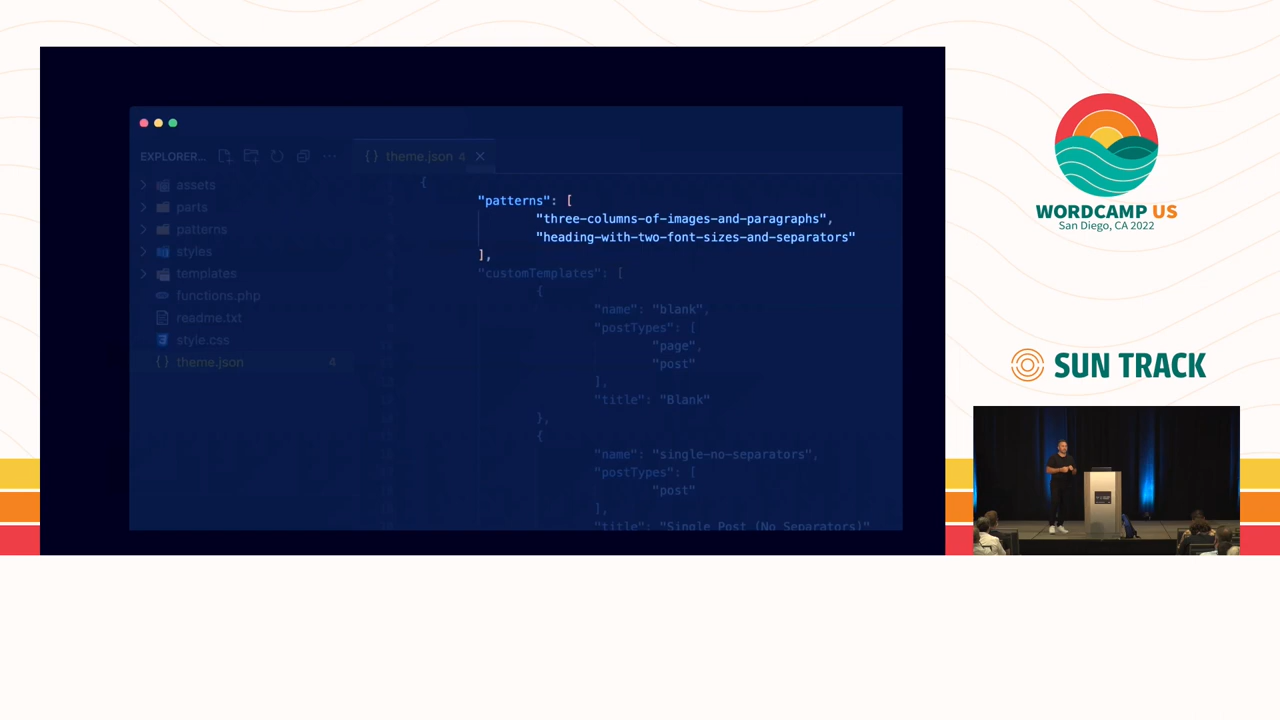 EXPLORER...
assets
parts
patterns
styles
templates
functions.php
readme.txt
style.css
{} theme.json 4
{} theme.json 4 ×
{
"patterns": [
"three-columns-of-images-and-paragraphs",
"heading-with-two-font-sizes-and-separators"
],
"customTemplates": [
{
"name": "blank",
"postTypes": [
"page",
"post"
],
"title": "Blank"
},
{
"name": "single-no-separators",
"postTypes": [
"post"
],
"title": "Single Post (No Separators)"
WORDCAMP US
San Diego, CA 2022
SUN TRACK